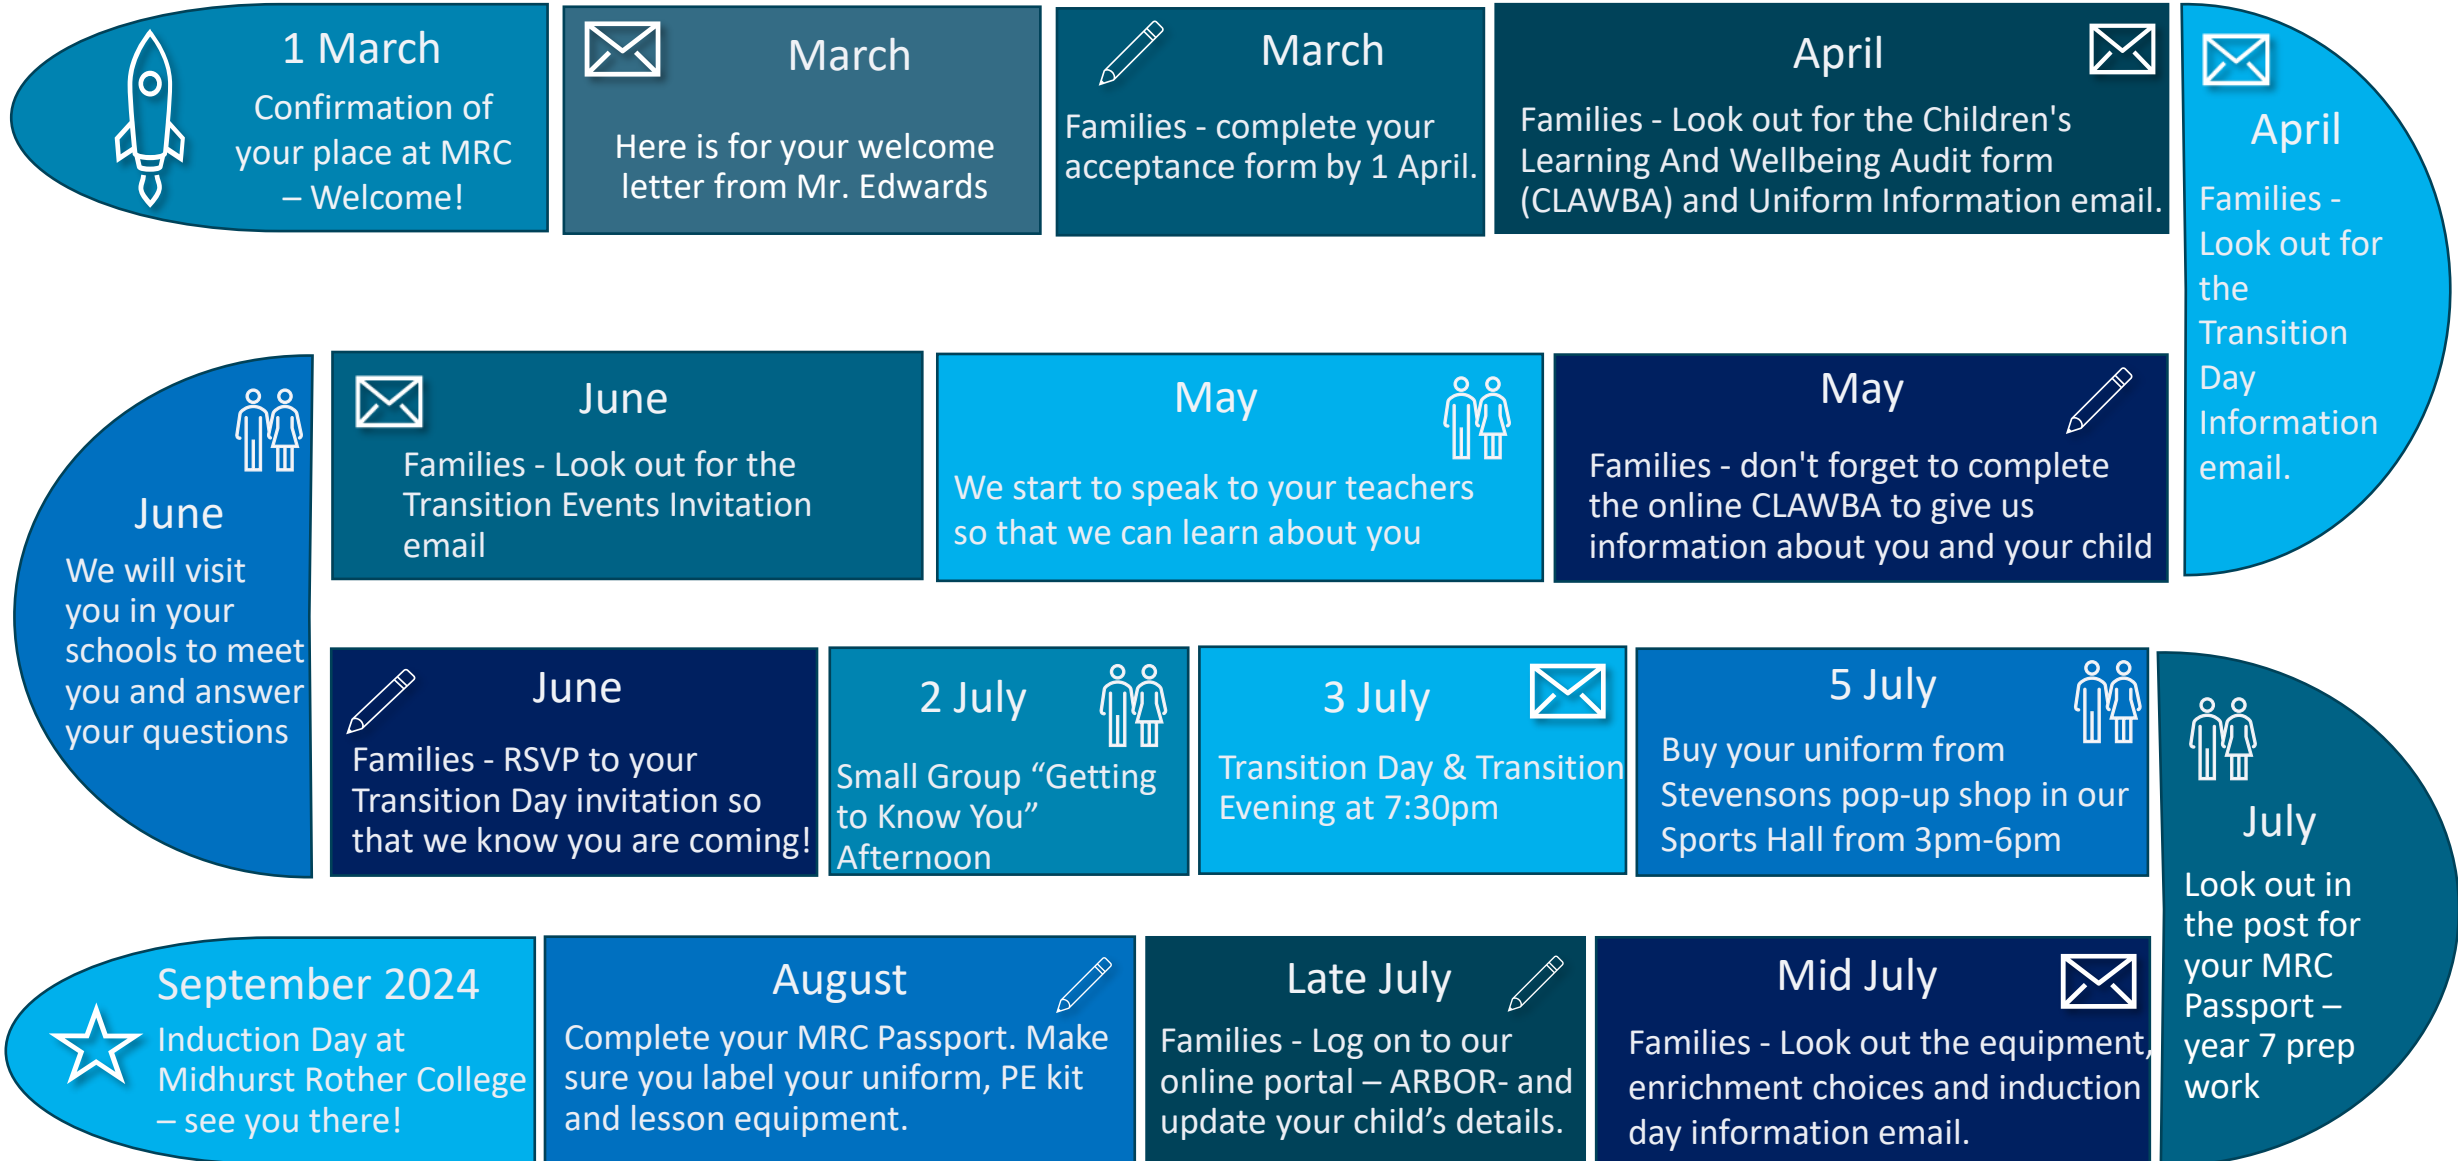 1 March
Confirmation of
your place at MRC
– Welcome!
March
Here is for your welcome
letter from Mr. Edwards
March
Families - complete your
acceptance form by 1 April.
April
Families - Look out for the Children's
Learning And Wellbeing Audit form
(CLAWBA) and Uniform Information email.
April
Families -
Look out for
the
Transition
Day
Information
email.
May
Families - don't forget to complete
the online CLAWBA to give us
information about you and your child
May
We start to speak to your teachers
so that we can learn about you
June
Families - Look out for the
Transition Events Invitation
email
June
We will visit
you in your
schools to meet
you and answer
your questions
June
Families - RSVP to your
Transition Day invitation so
that we know you are coming!
2 July
Small Group “Getting
to Know You”
Afternoon
3 July
Transition Day & Transition
Evening at 7:30pm
5 July
Buy your uniform from
Stevensons pop-up shop in our
Sports Hall from 3pm-6pm
July
Look out in
the post for
your MRC
Passport –
year 7 prep
work
Mid July
Families - Look out the equipment,
enrichment choices and induction
day information email.
Late July
Families - Log on to our
online portal – ARBOR- and
update your child’s details.
August
Complete your MRC Passport. Make
sure you label your uniform, PE kit
and lesson equipment.
September 2024
Induction Day at
Midhurst Rother College
– see you there!